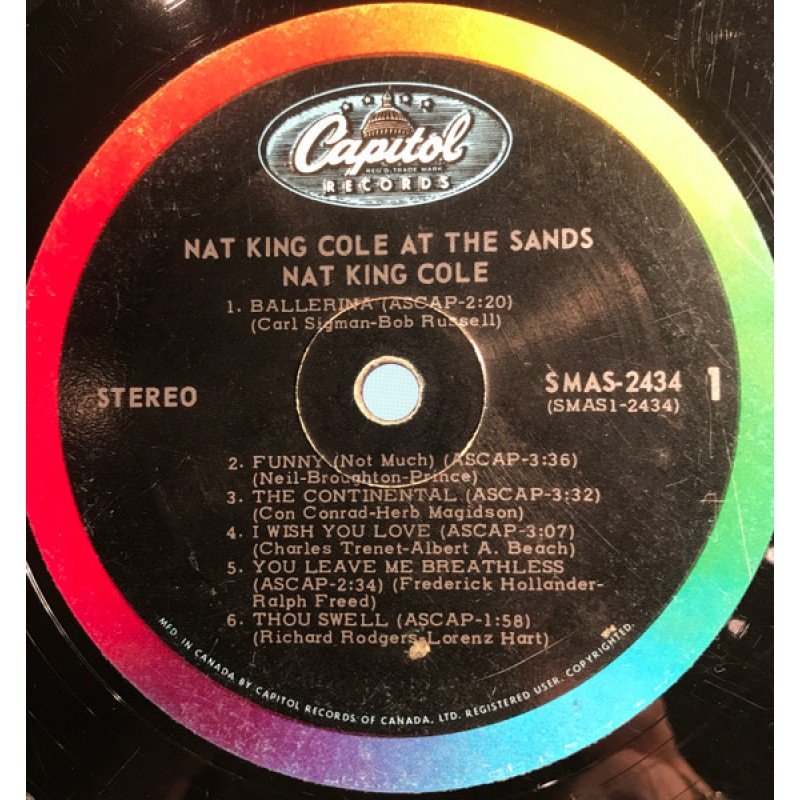 Capitol
REG'D. TRADE MARK
RECORDS
NAT KING COLE AT THE SANDS
NAT KING COLE
1. BALLERINA (ASCAP-2:20)
(Carl Sigman-Bob Russell)
STEREO
SMAS-2434 1
(SMAS1-2434)
2. FUNNY (Not Much) (ASCAP-3:36)
(Neil-Broughton-Prince)
3. THE CONTINENTAL (ASCAP-3:32)
(Con Conrad-Herb Magidson)
4. I WISH YOU LOVE (ASCAP-3:07)
(Charles Trenet-Albert A. Beach)
5. YOU LEAVE ME BREATHLESS
(ASCAP-2:34) (Frederick Hollander-
Ralph Freed)
6. THOU SWELL (ASCAP-1:58)
(Richard Rodgers-Lorenz Hart)
MFD. IN CANADA BY CAPITOL RECORDS OF CANADA, LTD. REGISTERED USER. COPYRIGHTED.